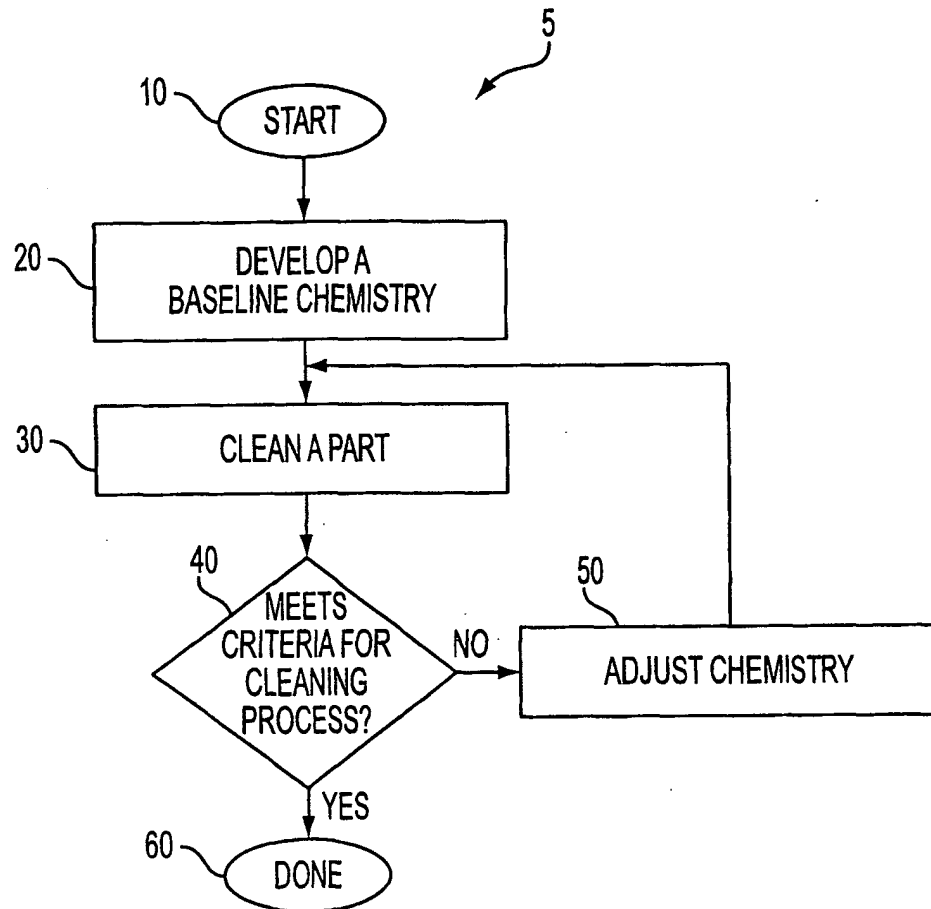 5
10
START
20
DEVELOP A
BASELINE CHEMISTRY
30
CLEAN A PART
40
MEETS
CRITERIA FOR
CLEANING
PROCESS?
NO
50
ADJUST CHEMISTRY
YES
60
DONE